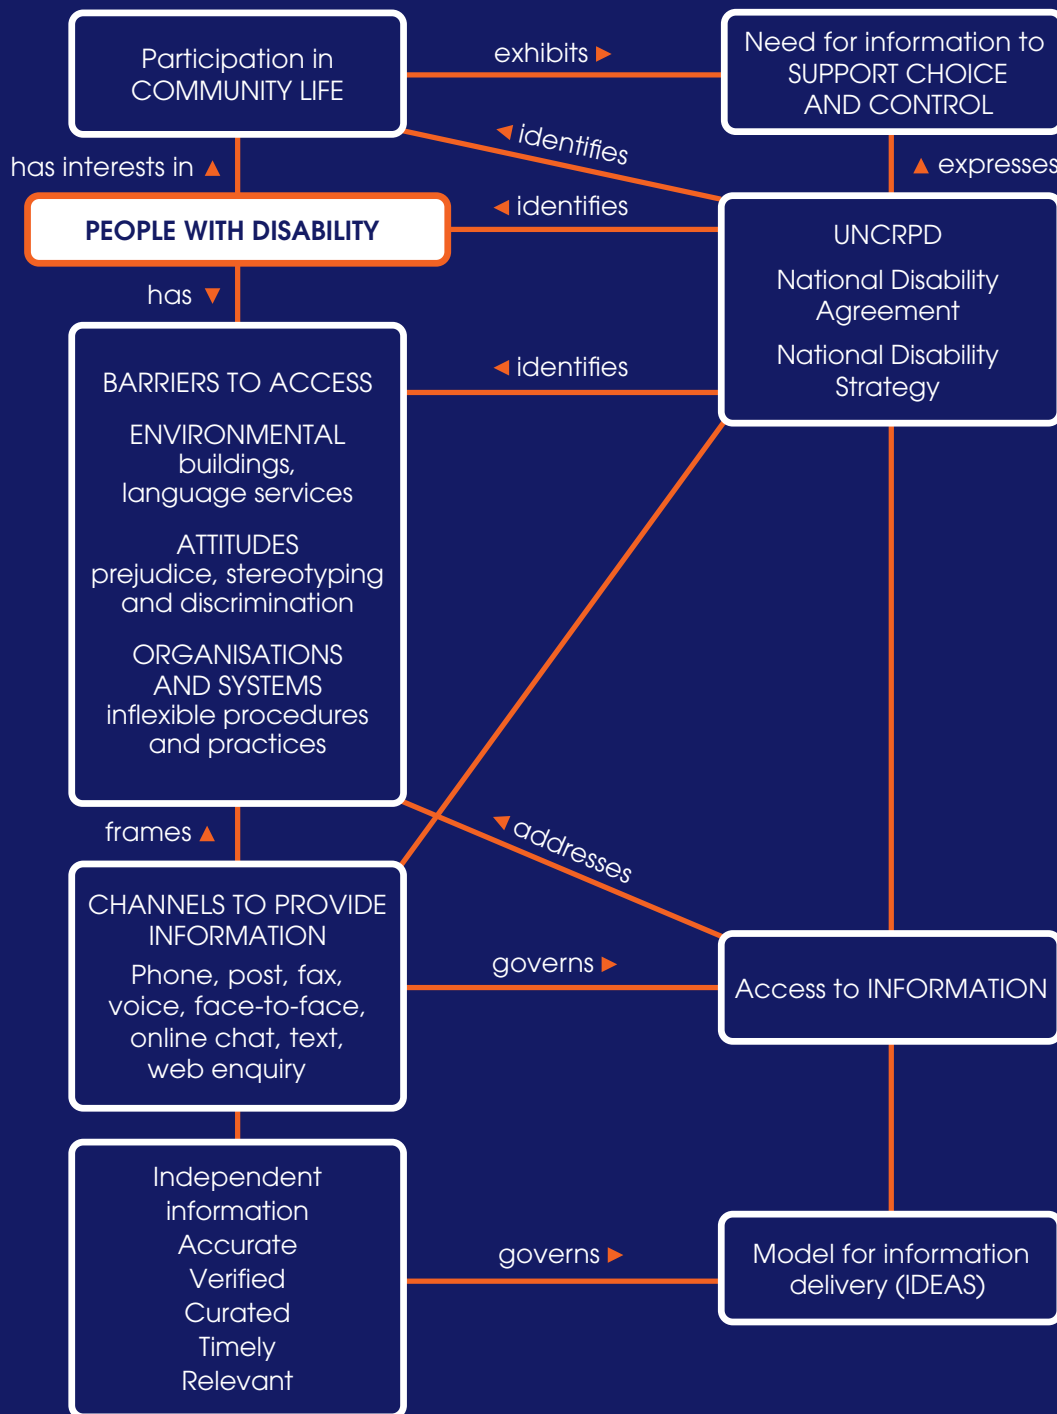 Participation in
COMMUNITY LIFE
exhibits ►
Need for information to
SUPPORT CHOICE
AND CONTROL
has interests in ▲
◄ identifies
▲ expresses
PEOPLE WITH DISABILITY
◄ identifies
UNCRPD
National Disability
Agreement
National Disability
Strategy
has ▼
BARRIERS TO ACCESS
ENVIRONMENTAL
buildings,
language services
ATTITUDES
prejudice, stereotyping
and discrimination
ORGANISATIONS
AND SYSTEMS
inflexible procedures
and practices
◄ identifies
frames ▲
◄ addresses
CHANNELS TO PROVIDE
INFORMATION
Phone, post, fax,
voice, face-to-face,
online chat, text,
web enquiry
governs ►
Access to INFORMATION
Independent
information
Accurate
Verified
Curated
Timely
Relevant
governs ►
Model for information
delivery (IDEAS)